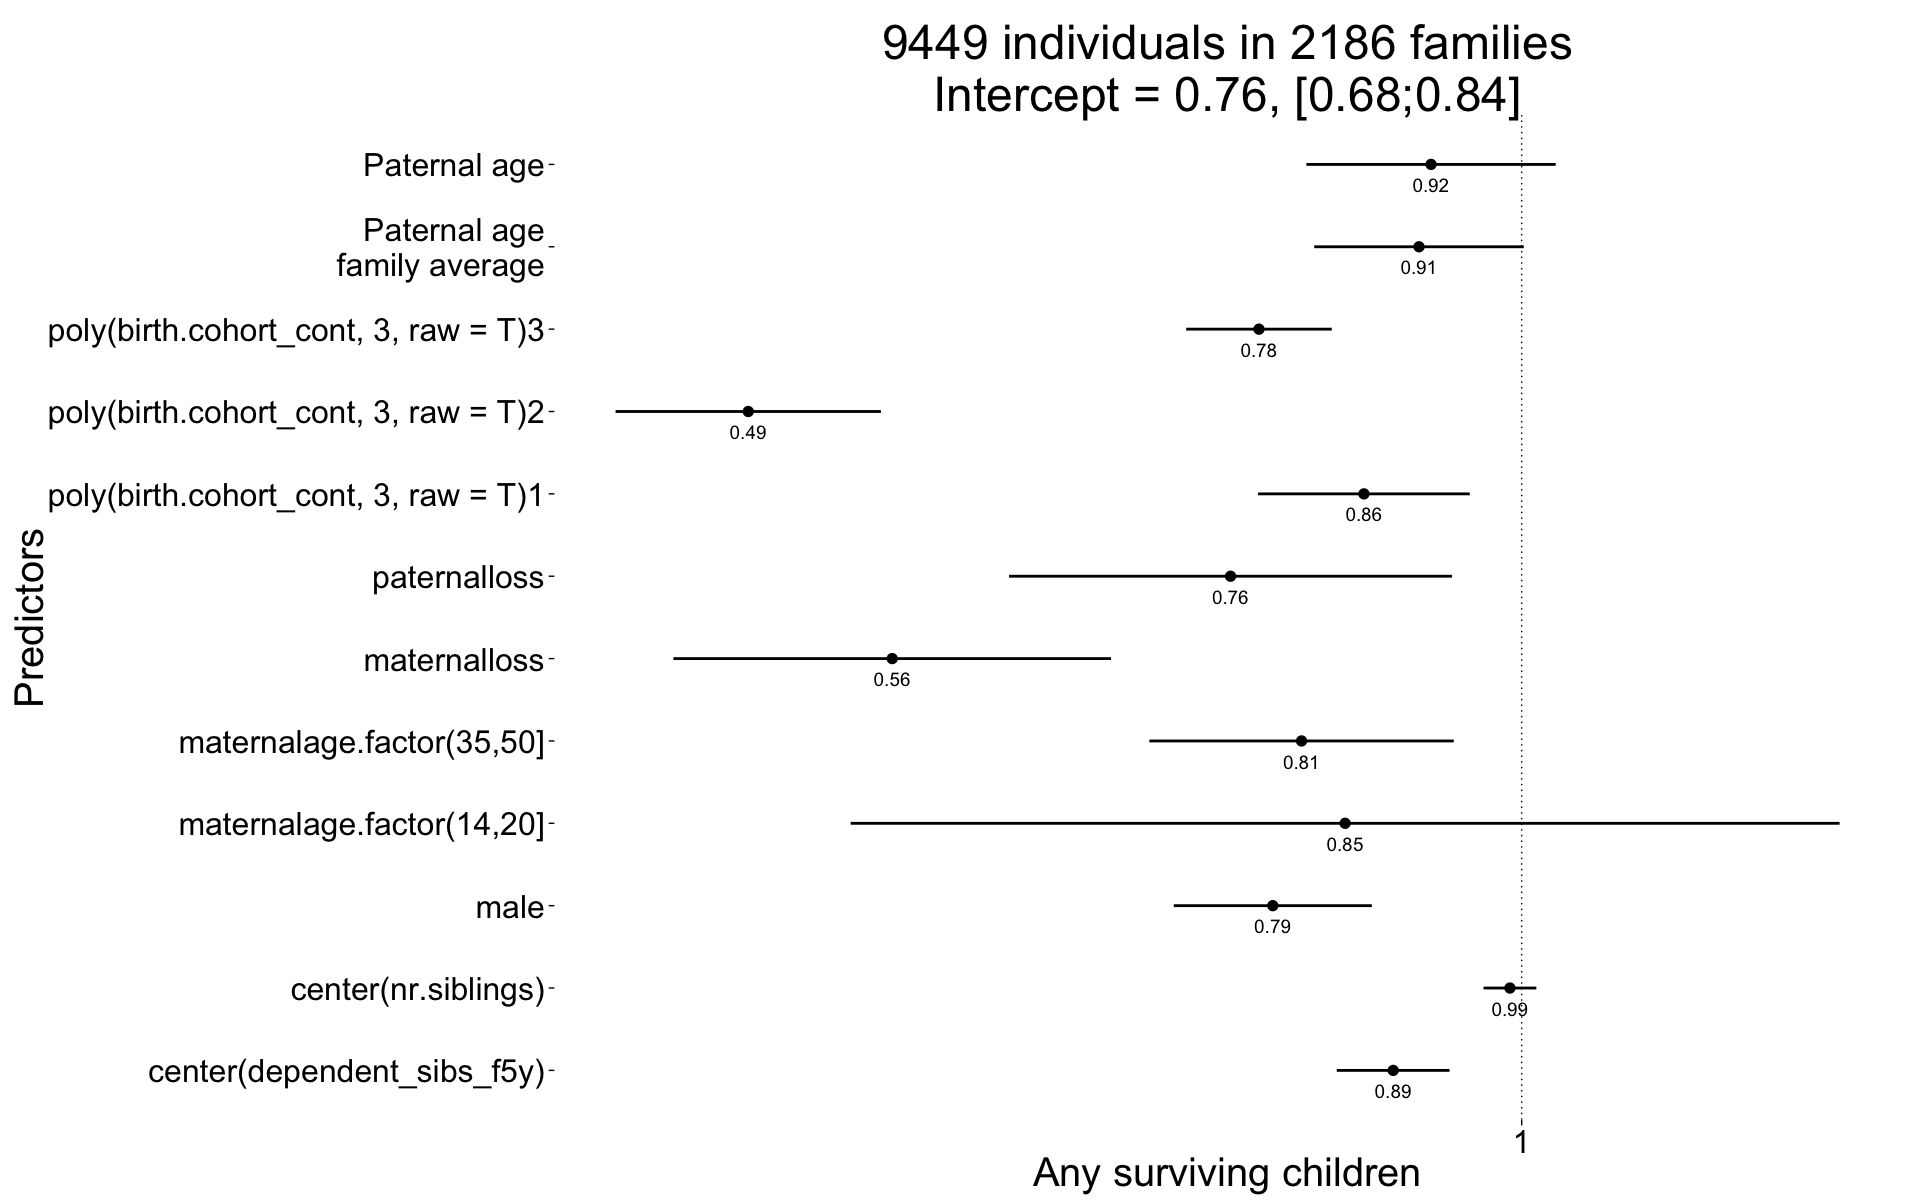 9449 individuals in 2186 families
Intercept = 0.76, [0.68;0.84]
Paternal age
0.92
Paternal age
family average
0.91
poly(birth.cohort_cont, 3, raw = T)3
0.78
poly(birth.cohort_cont, 3, raw = T)2
0.49
poly(birth.cohort_cont, 3, raw = T)1
0.86
paternalloss
0.76
maternalloss
0.56
maternalage.factor(35,50]
0.81
maternalage.factor(14,20]
0.85
male
0.79
center(nr.siblings)
0.99
center(dependent_sibs_f5y)
0.89
Predictors
1
Any surviving children